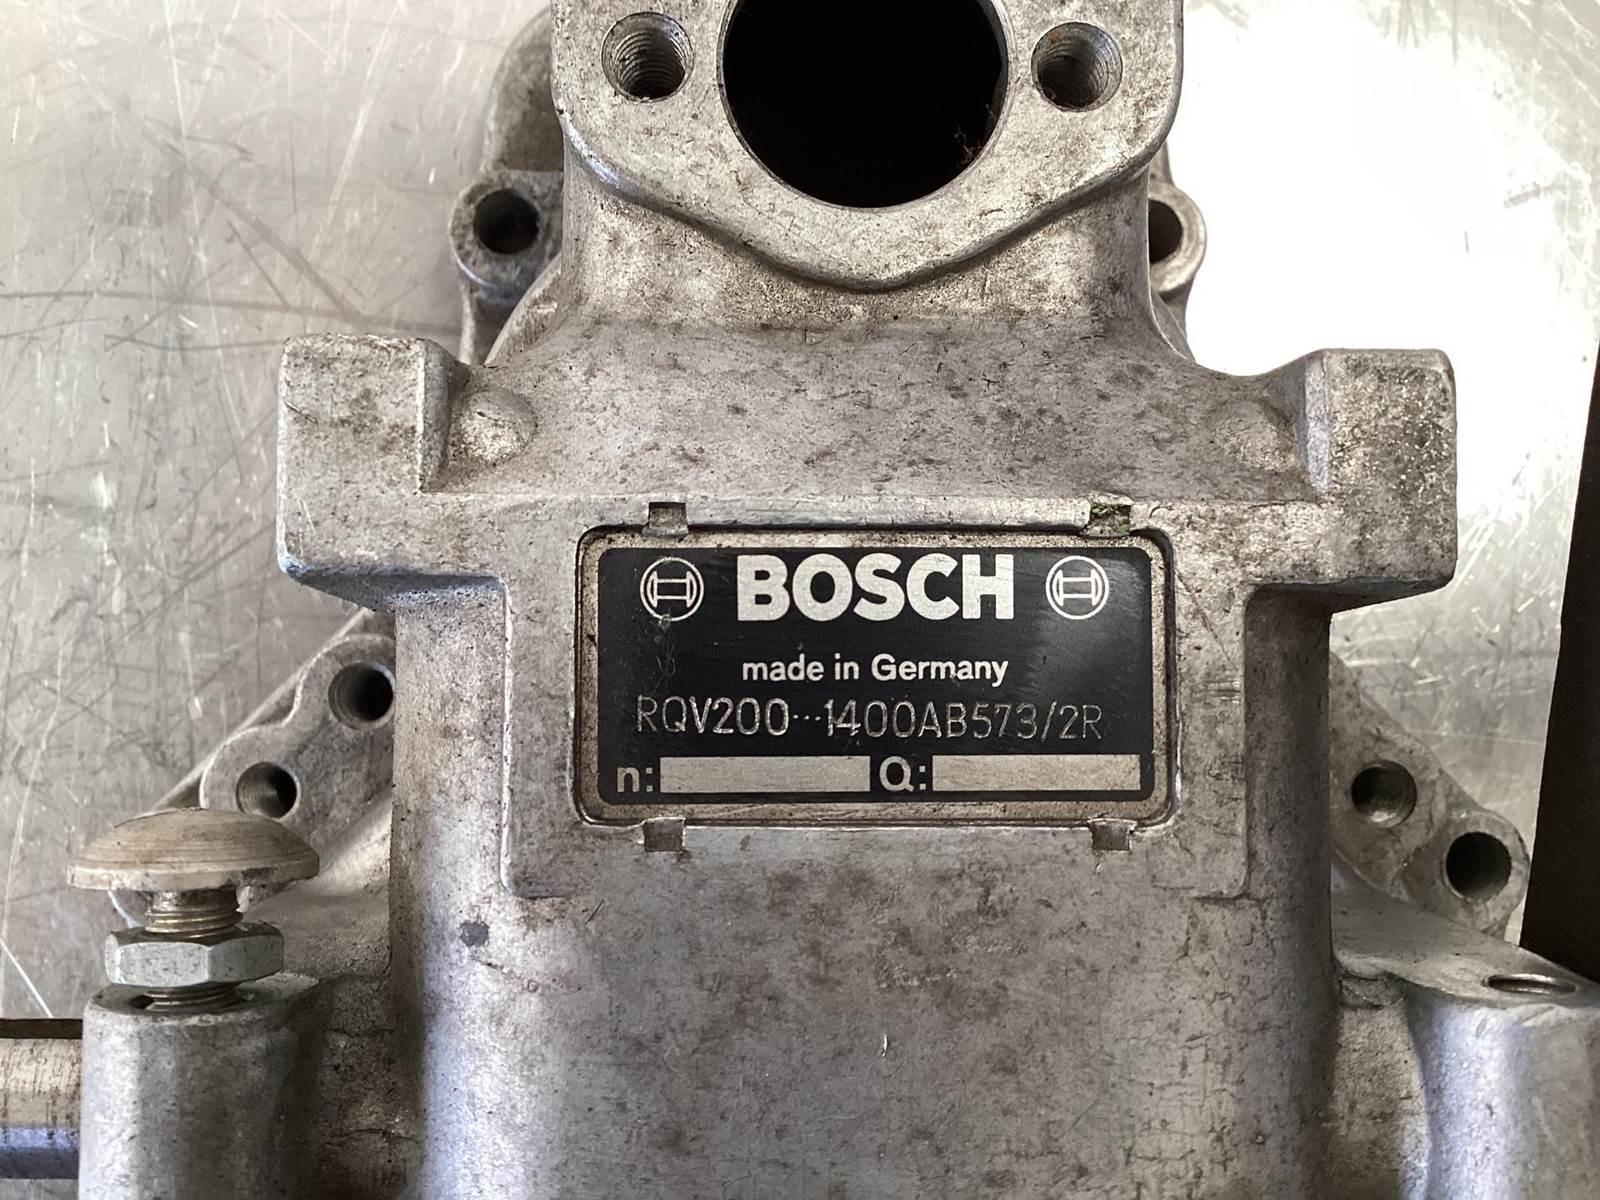 BOSCH
made in Germany
RQV200...1400AB573/2R
n: Q: